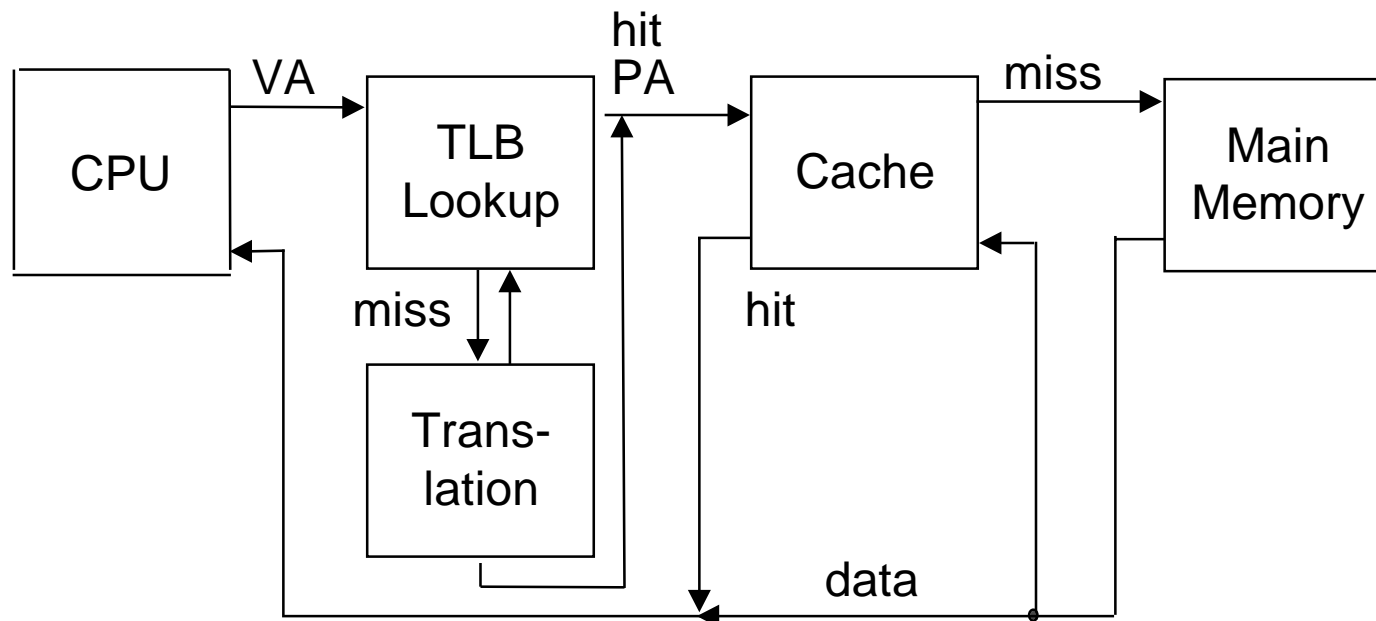 hit
VA
PA
miss
CPU
TLB
Lookup
Cache
Main
Memory
miss
hit
Trans-
lation
data